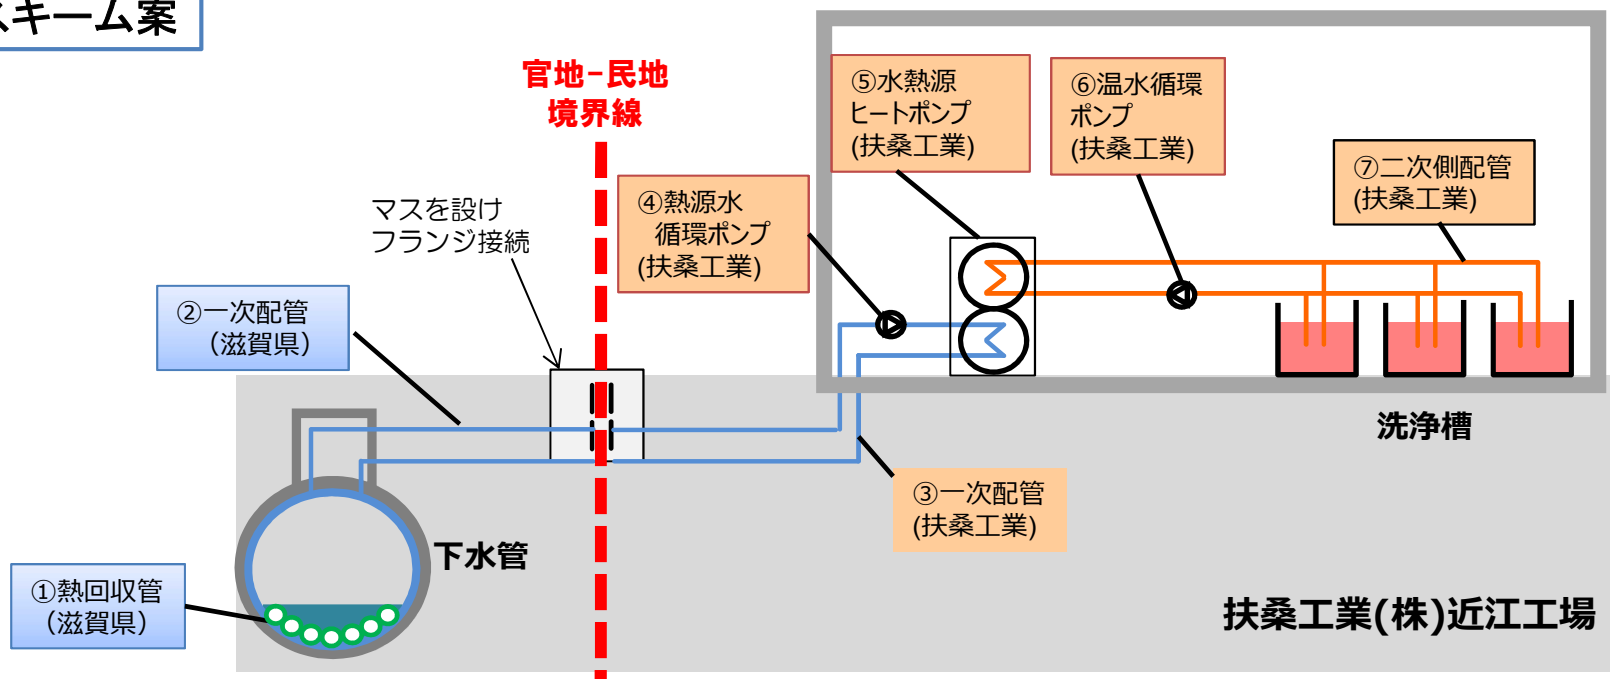 スキーム案
官地-民地
境界線
マスを設け
フランジ接続
②一次配管
(滋賀県)
①熱回収管
(滋賀県)
下水管
④熱源水
循環ポンプ
(扶桑工業)
⑤水熱源
ヒートポンプ
(扶桑工業)
⑥温水循環
ポンプ
(扶桑工業)
⑦二次側配管
(扶桑工業)
洗浄槽
③一次配管
(扶桑工業)
扶桑工業(株)近江工場